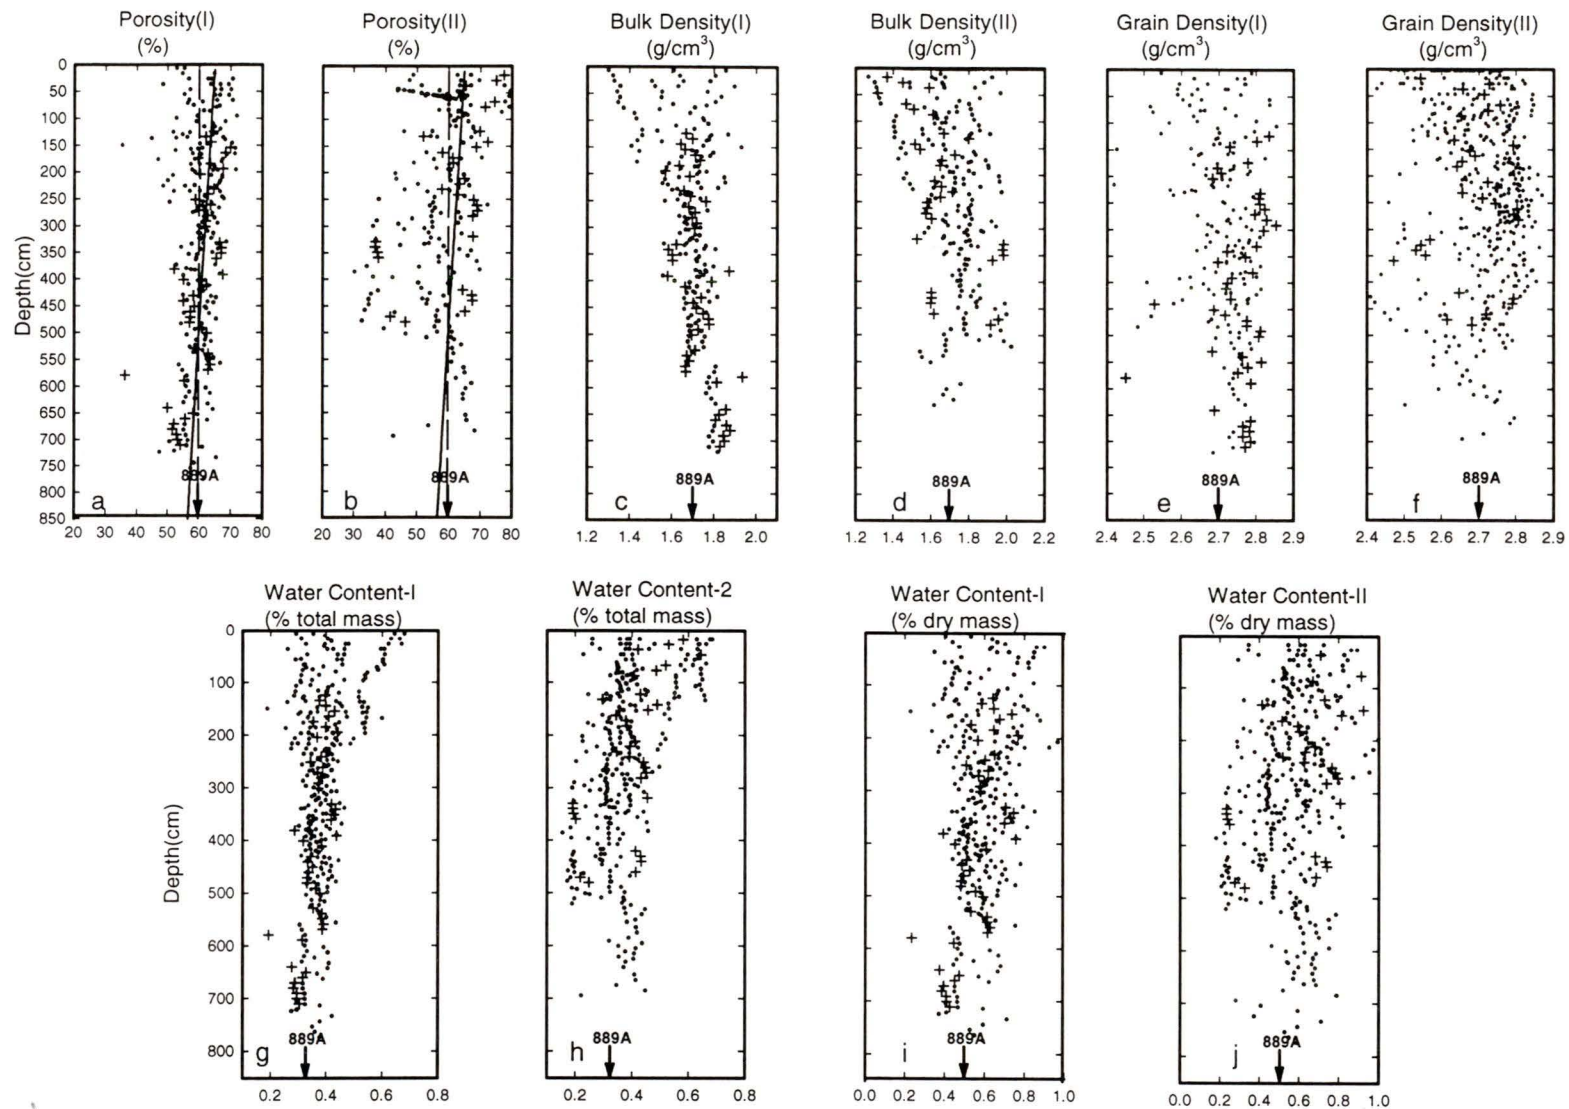 Porosity(I)
(%)
Porosity(II)
(%)
Bulk Density(I)
(g/cm3)
Bulk Density(II)
(g/cm3)
Grain Density(I)
(g/cm3)
Grain Density(II)
(g/cm3)
Depth(cm)
0
50
100
150
200
250
300
350
400
450
500
550
600
650
700
750
800
850
889A
889A
889A
889A
889A
889A
a
b
c
d
e
f
20 30 40 50 60 70 80
20 30 40 50 60 70 80
1.2 1.4 1.6 1.8 2.0
1.2 1.4 1.6 1.8 2.0 2.2
2.4 2.6 2.7 2.8 2.9
2.4 2.5 2.6 2.7 2.8 2.9
Water Content-I
(% total mass)
Water Content-2
(% total mass)
Water Content-I
(% dry mass)
Water Content-II
(% dry mass)
Depth(cm)
0
100
200
300
400
500
600
700
800
889A
889A
889A
889A
g
h
i
j
0.2 0.4 0.6 0.8
0.2 0.4 0.6 0.8
0.0 0.2 0.4 0.6 0.8 1.0
0.0 0.2 0.4 0.6 0.8 1.0